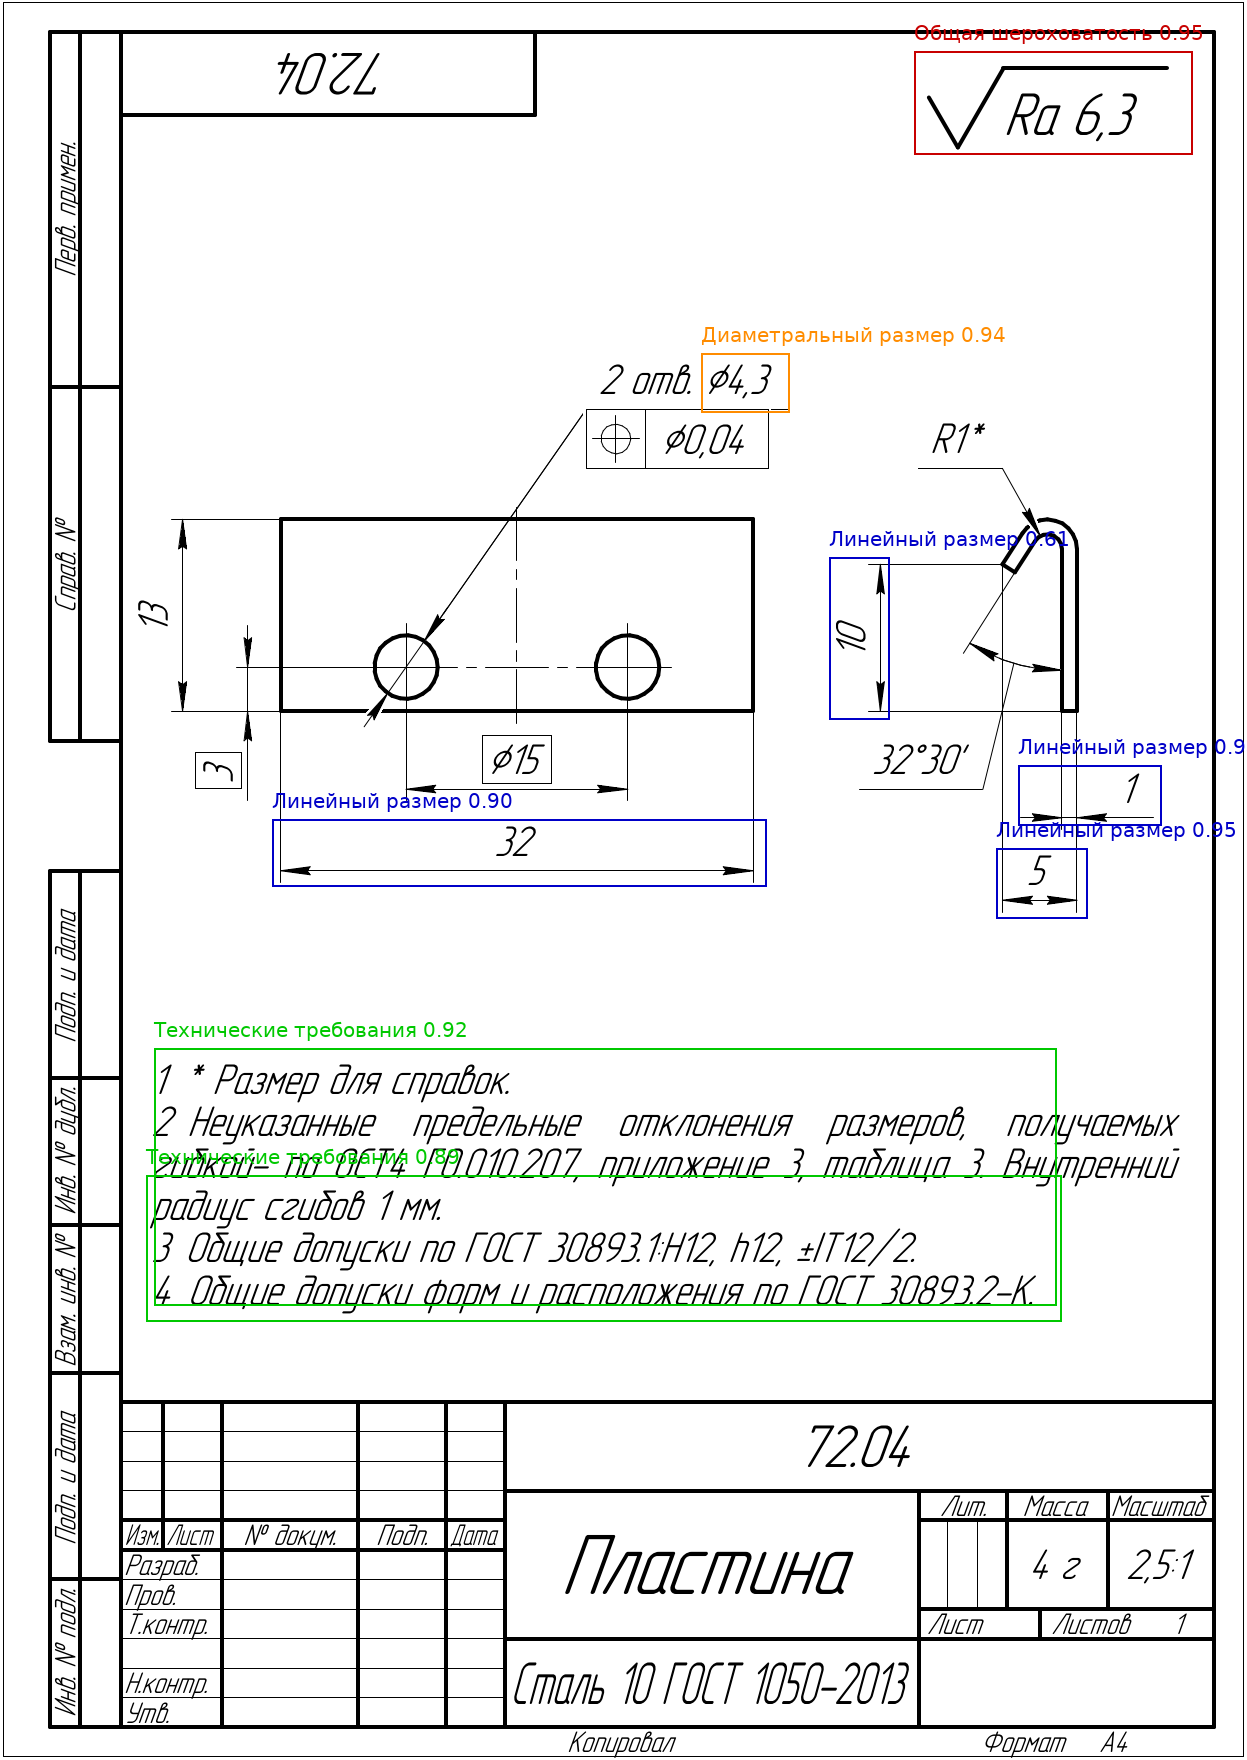 72.04
Общая шероховатость 0.95
Ra 6,3
Перв. примен.
Справ. №
Диаметральный размер 0.94
2 отв. ⌀4,3
⌀0,04
R1*
Линейный размер 0.61
13
10
3
⌀15
32°30'
Линейный размер 0.9
1
Линейный размер 0.90
32
Линейный размер 0.95
5
Технические требования 0.92
1 * Размер для справок.
2 Неуказанные предельные отклонения размеров, получаемых
гибкой– по ОСТ4 Г0.010.207, приложение 3, таблица 3. Внутренний
Технические требования 0.89
радиус сгибов 1 мм.
3 Общие допуски по ГОСТ 30893.1:H12, h12, ±IT12/2.
4 Общие допуски форм и расположения по ГОСТ 30893.2–К.
Подп. и дата
Инв. № дубл.
Взам. инв. №
Подп. и дата
Инв. № подл.
72.04
Лит. Масса Масштаб
Изм. Лист № докум. Подп. Дата
Пластина
4 г 2,5:1
Разраб.
Пров.
Т.контр.
Лист Листов 1
Н.контр.
Утв.
Сталь 10 ГОСТ 1050–2013
Копировал Формат А4